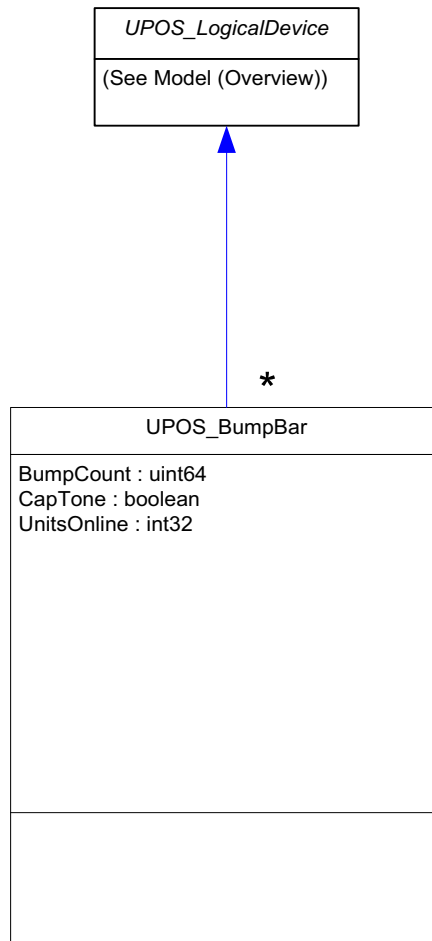 UPOS_LogicalDevice
(See Model (Overview))
*
UPOS_BumpBar
BumpCount : uint64
CapTone : boolean
UnitsOnline : int32